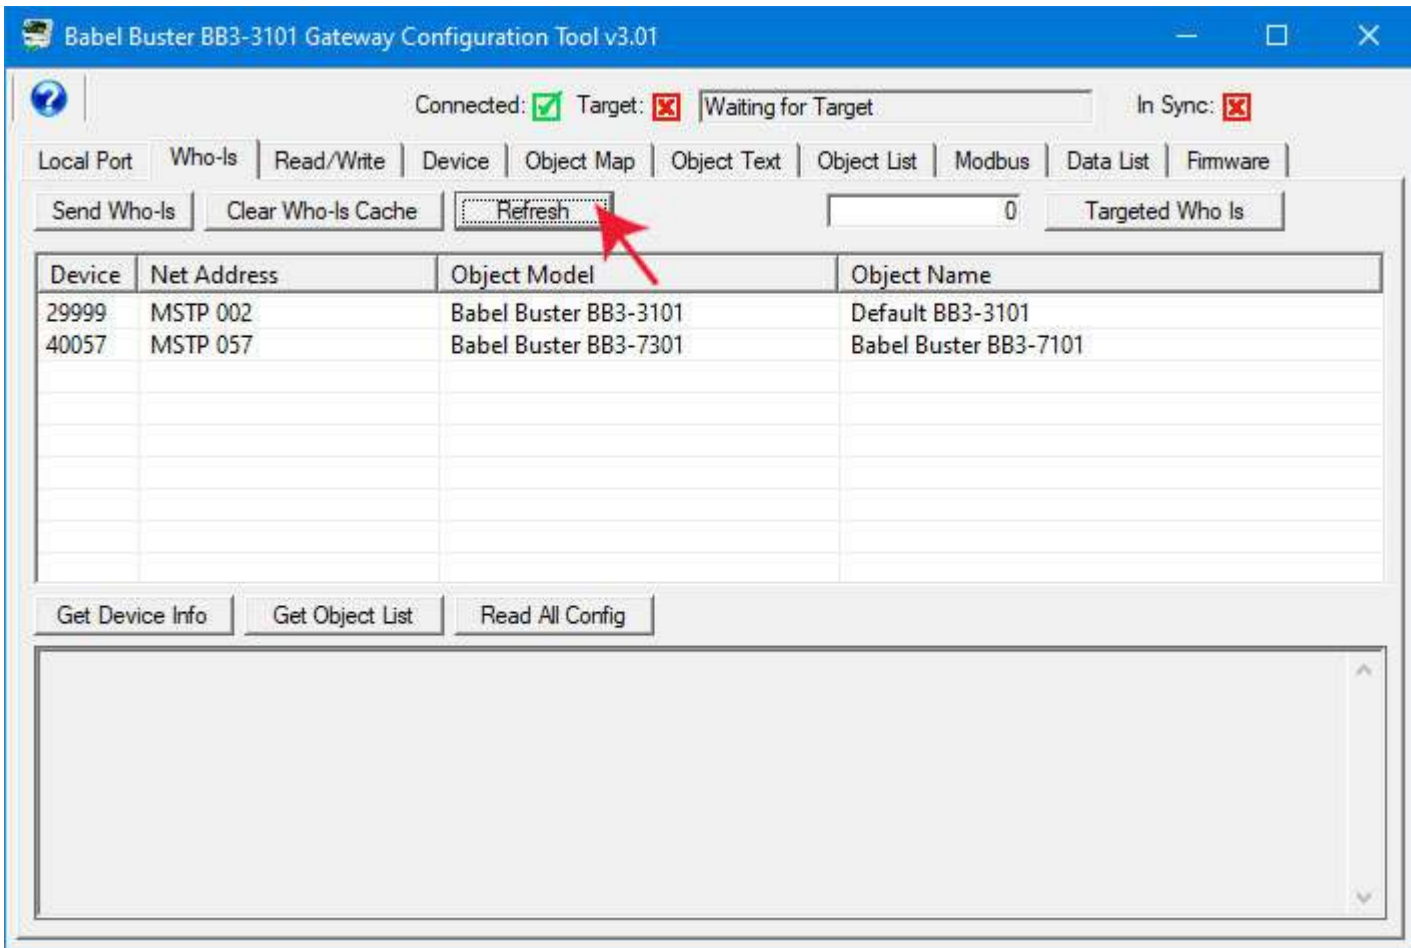 Babel Buster BB3-3101 Gateway Configuration Tool v3.01
Connected: Target: Waiting for Target In Sync:
Local Port Who-Is Read/Write Device Object Map Object Text Object List Modbus Data List Firmware
Send Who-Is Clear Who-Is Cache Refresh 0 Targeted Who Is
Device Net Address Object Model Object Name
29999 MSTP 002 Babel Buster BB3-3101 Default BB3-3101
40057 MSTP 057 Babel Buster BB3-7301 Babel Buster BB3-7101
Get Device Info Get Object List Read All Config